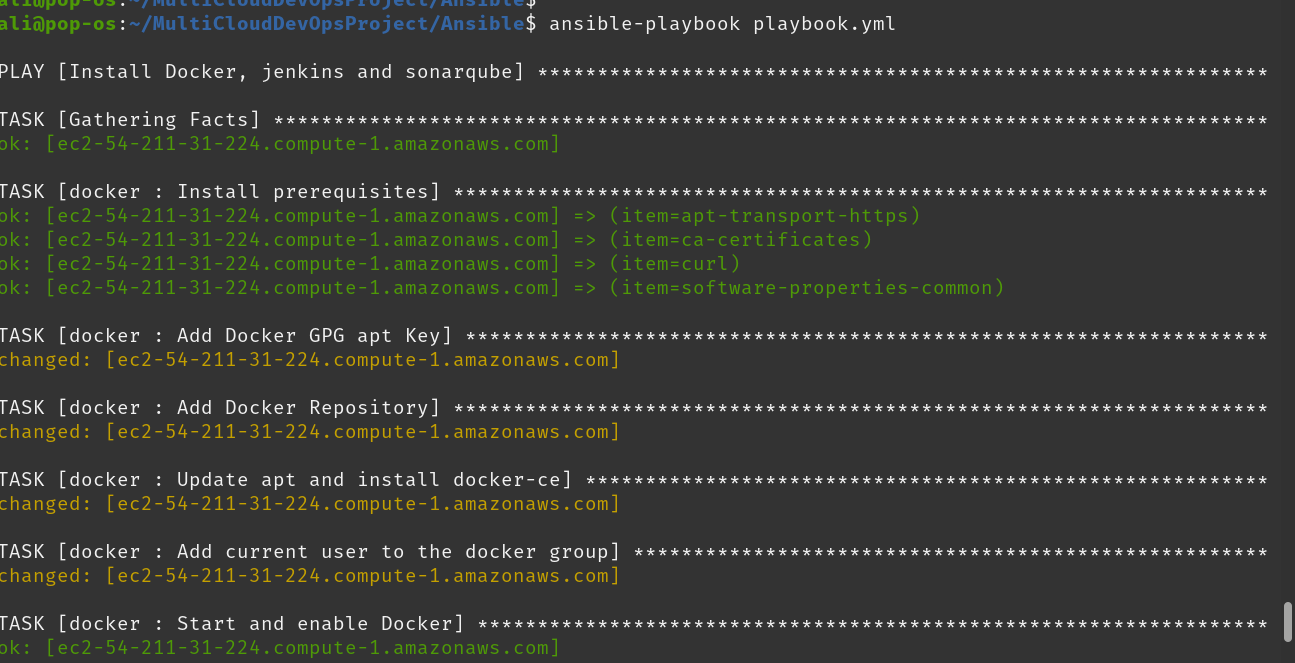 ali@pop-os:~/MultiCloudDevOpsProject/Ansible$
ali@pop-os:~/MultiCloudDevOpsProject/Ansible$ ansible-playbook playbook.yml
PLAY [Install Docker, jenkins and sonarqube] *************************************************************
TASK [Gathering Facts] ***********************************************************************************
ok: [ec2-54-211-31-224.compute-1.amazonaws.com]
TASK [docker : Install prerequisites] ********************************************************************
ok: [ec2-54-211-31-224.compute-1.amazonaws.com] => (item=apt-transport-https)
ok: [ec2-54-211-31-224.compute-1.amazonaws.com] => (item=ca-certificates)
ok: [ec2-54-211-31-224.compute-1.amazonaws.com] => (item=curl)
ok: [ec2-54-211-31-224.compute-1.amazonaws.com] => (item=software-properties-common)
TASK [docker : Add Docker GPG apt Key] *******************************************************************
changed: [ec2-54-211-31-224.compute-1.amazonaws.com]
TASK [docker : Add Docker Repository] ********************************************************************
changed: [ec2-54-211-31-224.compute-1.amazonaws.com]
TASK [docker : Update apt and install docker-ce] *********************************************************
changed: [ec2-54-211-31-224.compute-1.amazonaws.com]
TASK [docker : Add current user to the docker group] *****************************************************
changed: [ec2-54-211-31-224.compute-1.amazonaws.com]
TASK [docker : Start and enable Docker] ******************************************************************
ok: [ec2-54-211-31-224.compute-1.amazonaws.com]